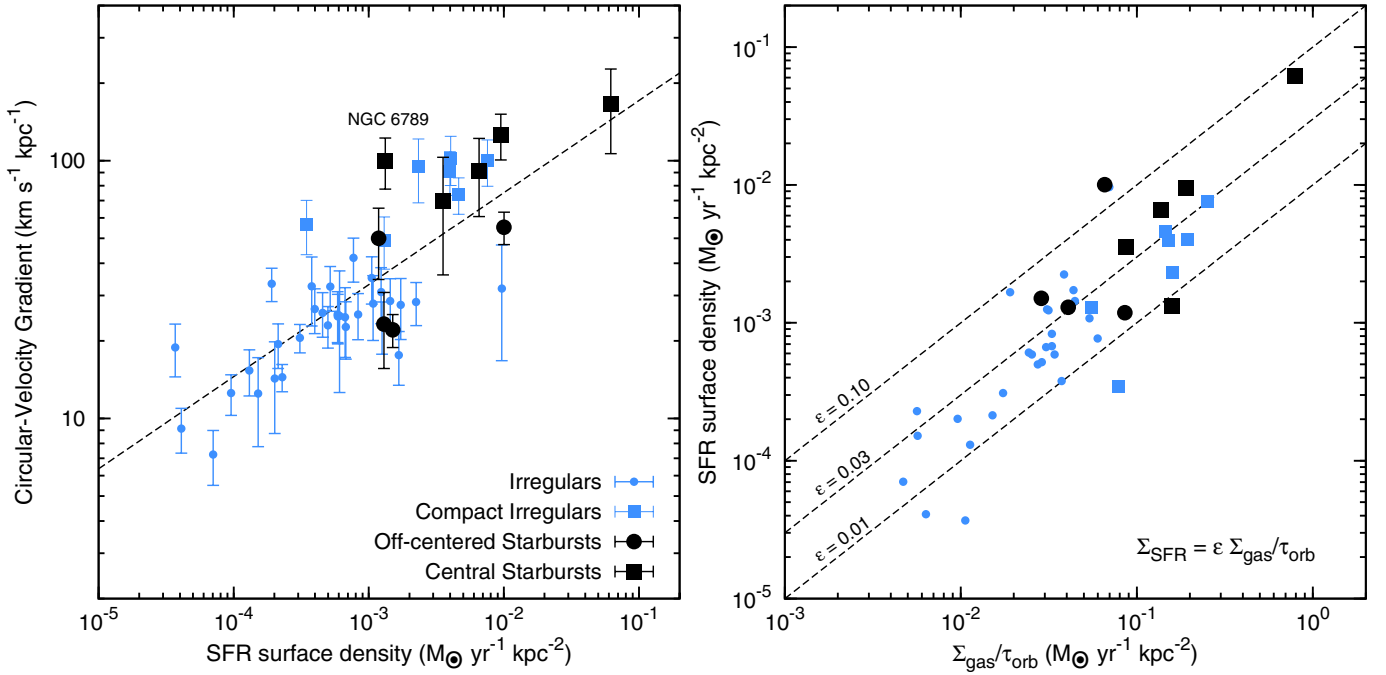 Circular-Velocity Gradient (km s⁻¹ kpc⁻¹)
100
10
NGC 6789
Irregulars
Compact Irregulars
Off-centered Starbursts
Central Starbursts
10⁻⁵ 10⁻⁴ 10⁻³ 10⁻² 10⁻¹
SFR surface density (M⊙ yr⁻¹ kpc⁻²)
SFR surface density (M⊙ yr⁻¹ kpc⁻²)
10⁻¹
10⁻²
10⁻³
10⁻⁴
10⁻⁵
ε = 0.10
ε = 0.03
ε = 0.01
Σ_SFR = ε Σ_gas/τ_orb
10⁻³ 10⁻² 10⁻¹ 10⁰
Σ_gas/τ_orb (M⊙ yr⁻¹ kpc⁻²)